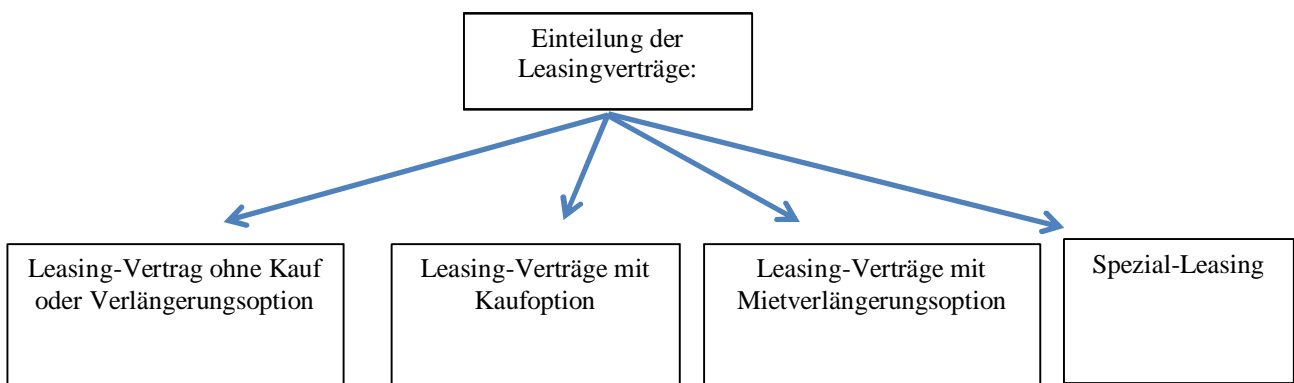 Einteilung der
Leasingverträge:
Leasing-Vertrag ohne Kauf
oder Verlängerungsoption
Leasing-Verträge mit
Kaufoption
Leasing-Verträge mit
Mietverlängerungsoption
Spezial-Leasing